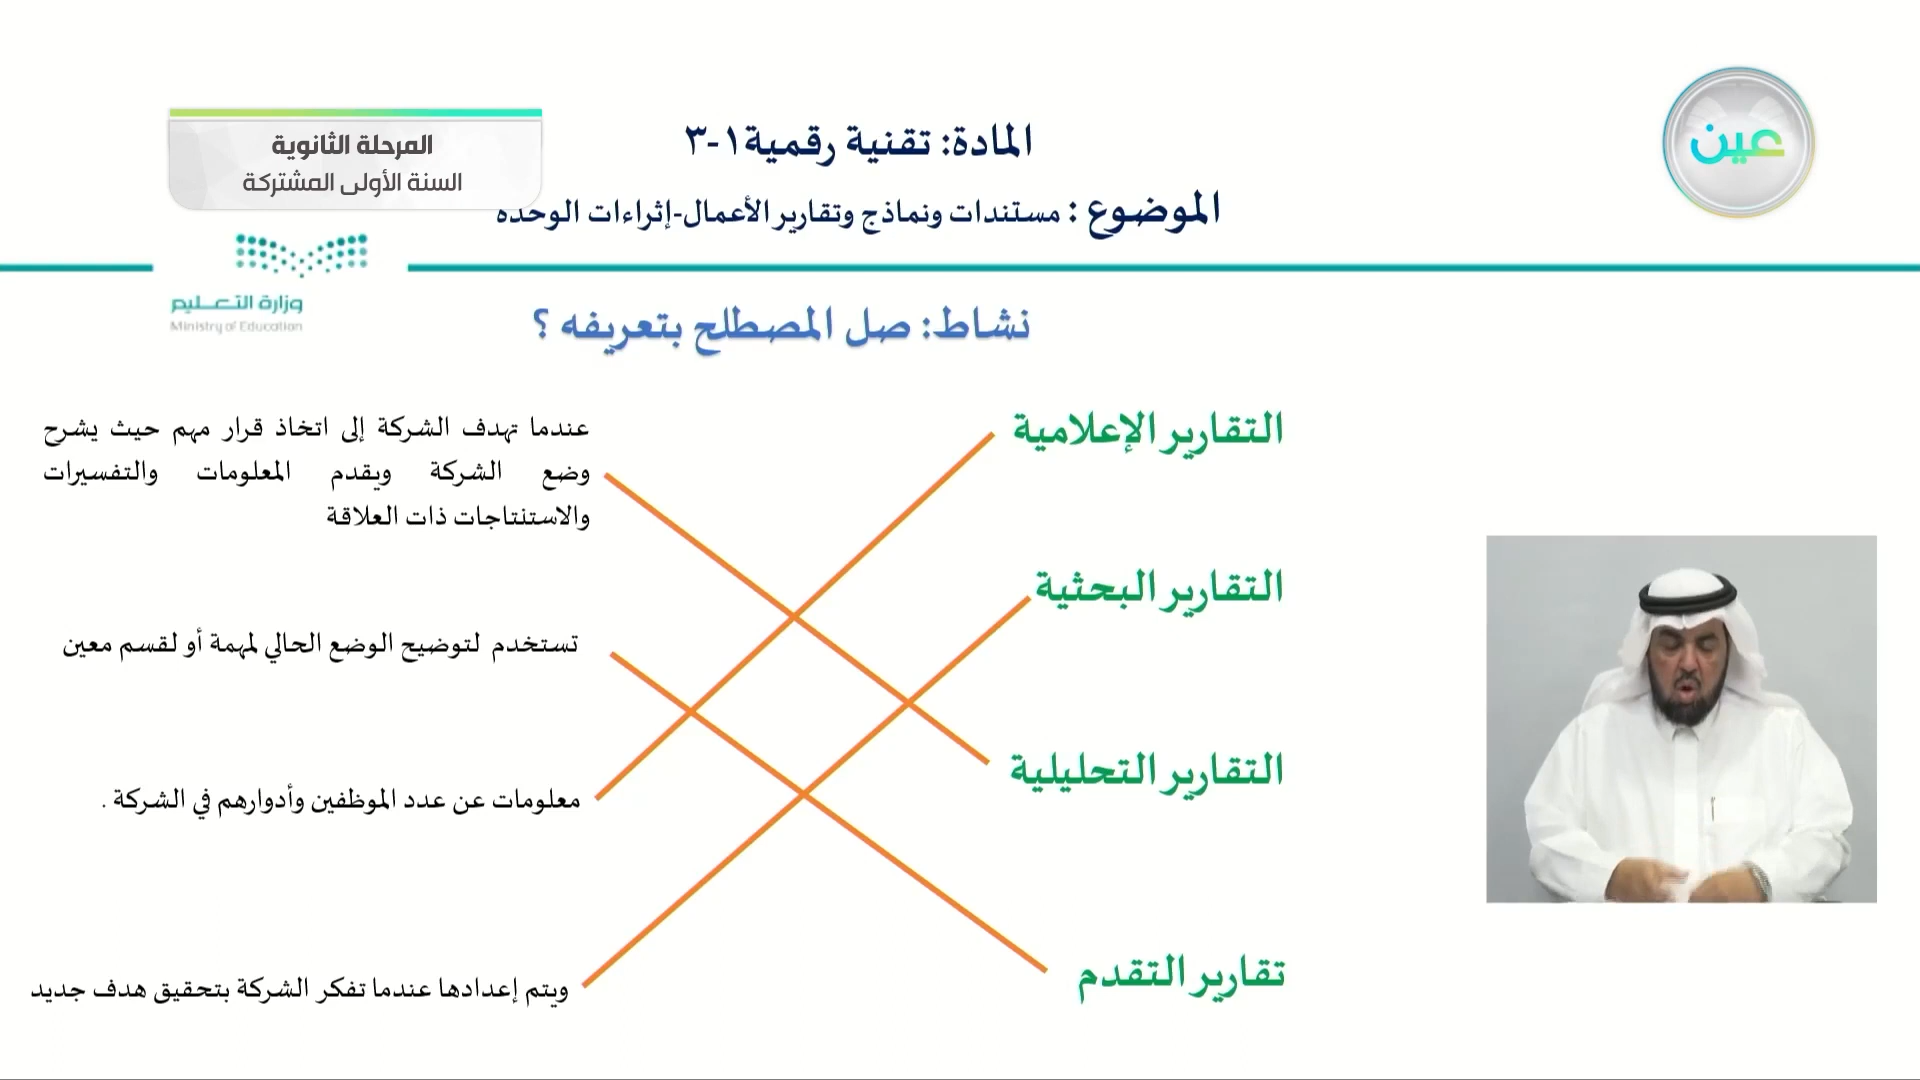 المرحلة الثانوية
السنة الأولى المشتركة
المادة: تقنية رقمية١-٣
الموضوع : مستندات ونماذج وتقارير الأعمال-إثراءات الوحدة
عين
وزارة التعـــليم
Ministry of Education
نشاط: صل المصطلح بتعريفه ؟
التقارير الإعلامية
التقارير البحثية
التقارير التحليلية
تقارير التقدم
عندما تهدف الشركة إلى اتخاذ قرار مهم حيث يشرح
وضع الشركة ويقدم المعلومات والتفسيرات
والاستنتاجات ذات العلاقة
تستخدم لتوضيح الوضع الحالي لمهمة أو لقسم معين
معلومات عن عدد الموظفين وأدوارهم في الشركة .
ويتم إعدادها عندما تفكر الشركة بتحقيق هدف جديد